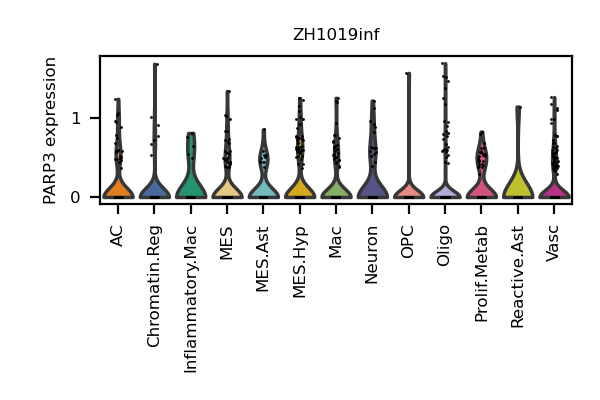 ZH1019inf
PARP3 expression
1
0
AC
Chromatin.Reg
Inflammatory.Mac
MES
MES.Ast
MES.Hyp
Mac
Neuron
OPC
Oligo
Prolif.Metab
Reactive.Ast
Vasc